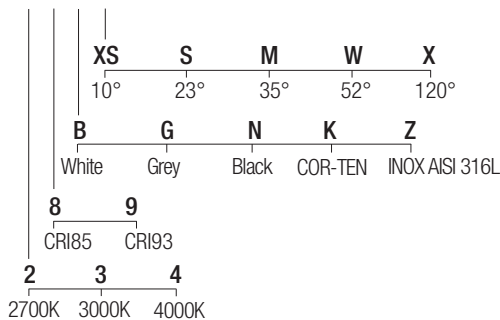 XS S M W X
10° 23° 35° 52° 120°
B G N K Z
White Grey Black COR-TEN INOX AISI 316L
8 9
CRI85 CRI93
2 3 4
2700K 3000K 4000K